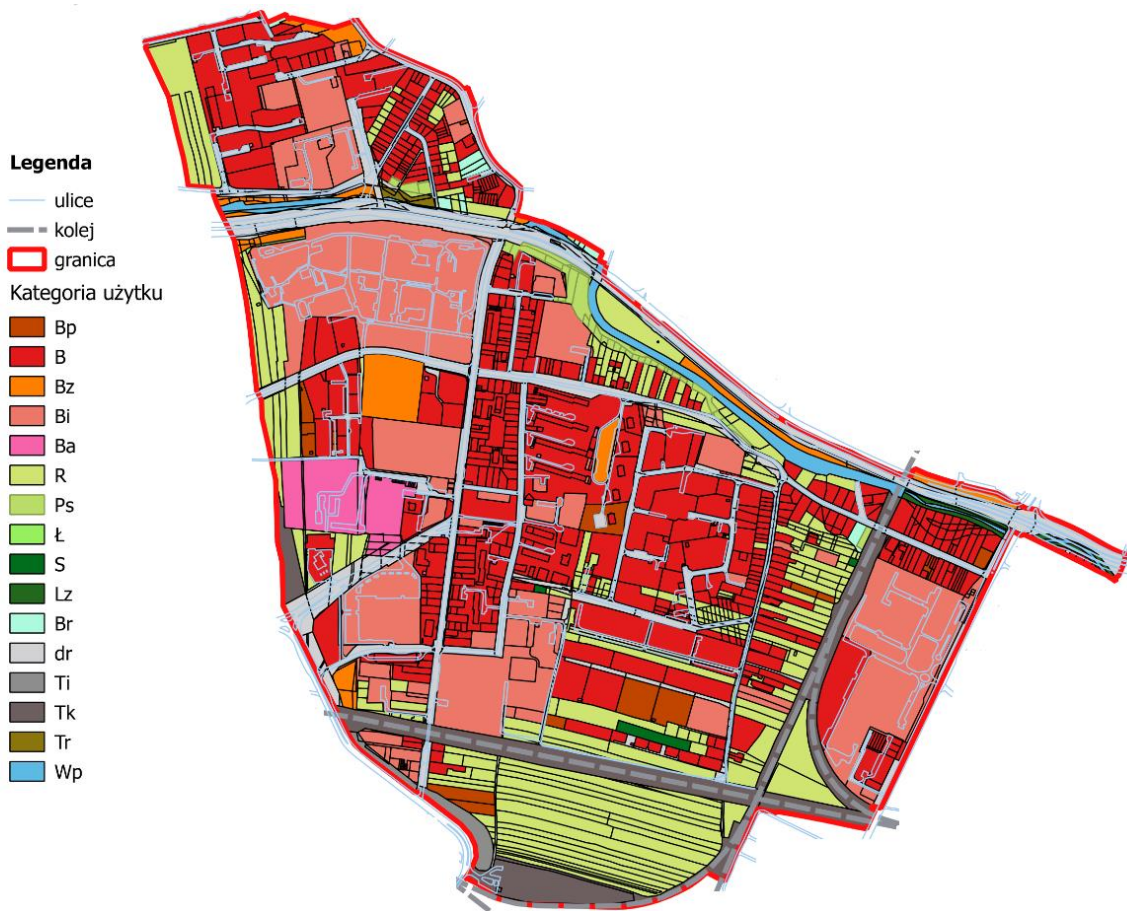 Legenda
ulice
kolej
granica
Kategoria użytku
Bp
B
Bz
Bi
Ba
R
Ps
Ł
S
Lz
Br
dr
Ti
Tk
Tr
Wp